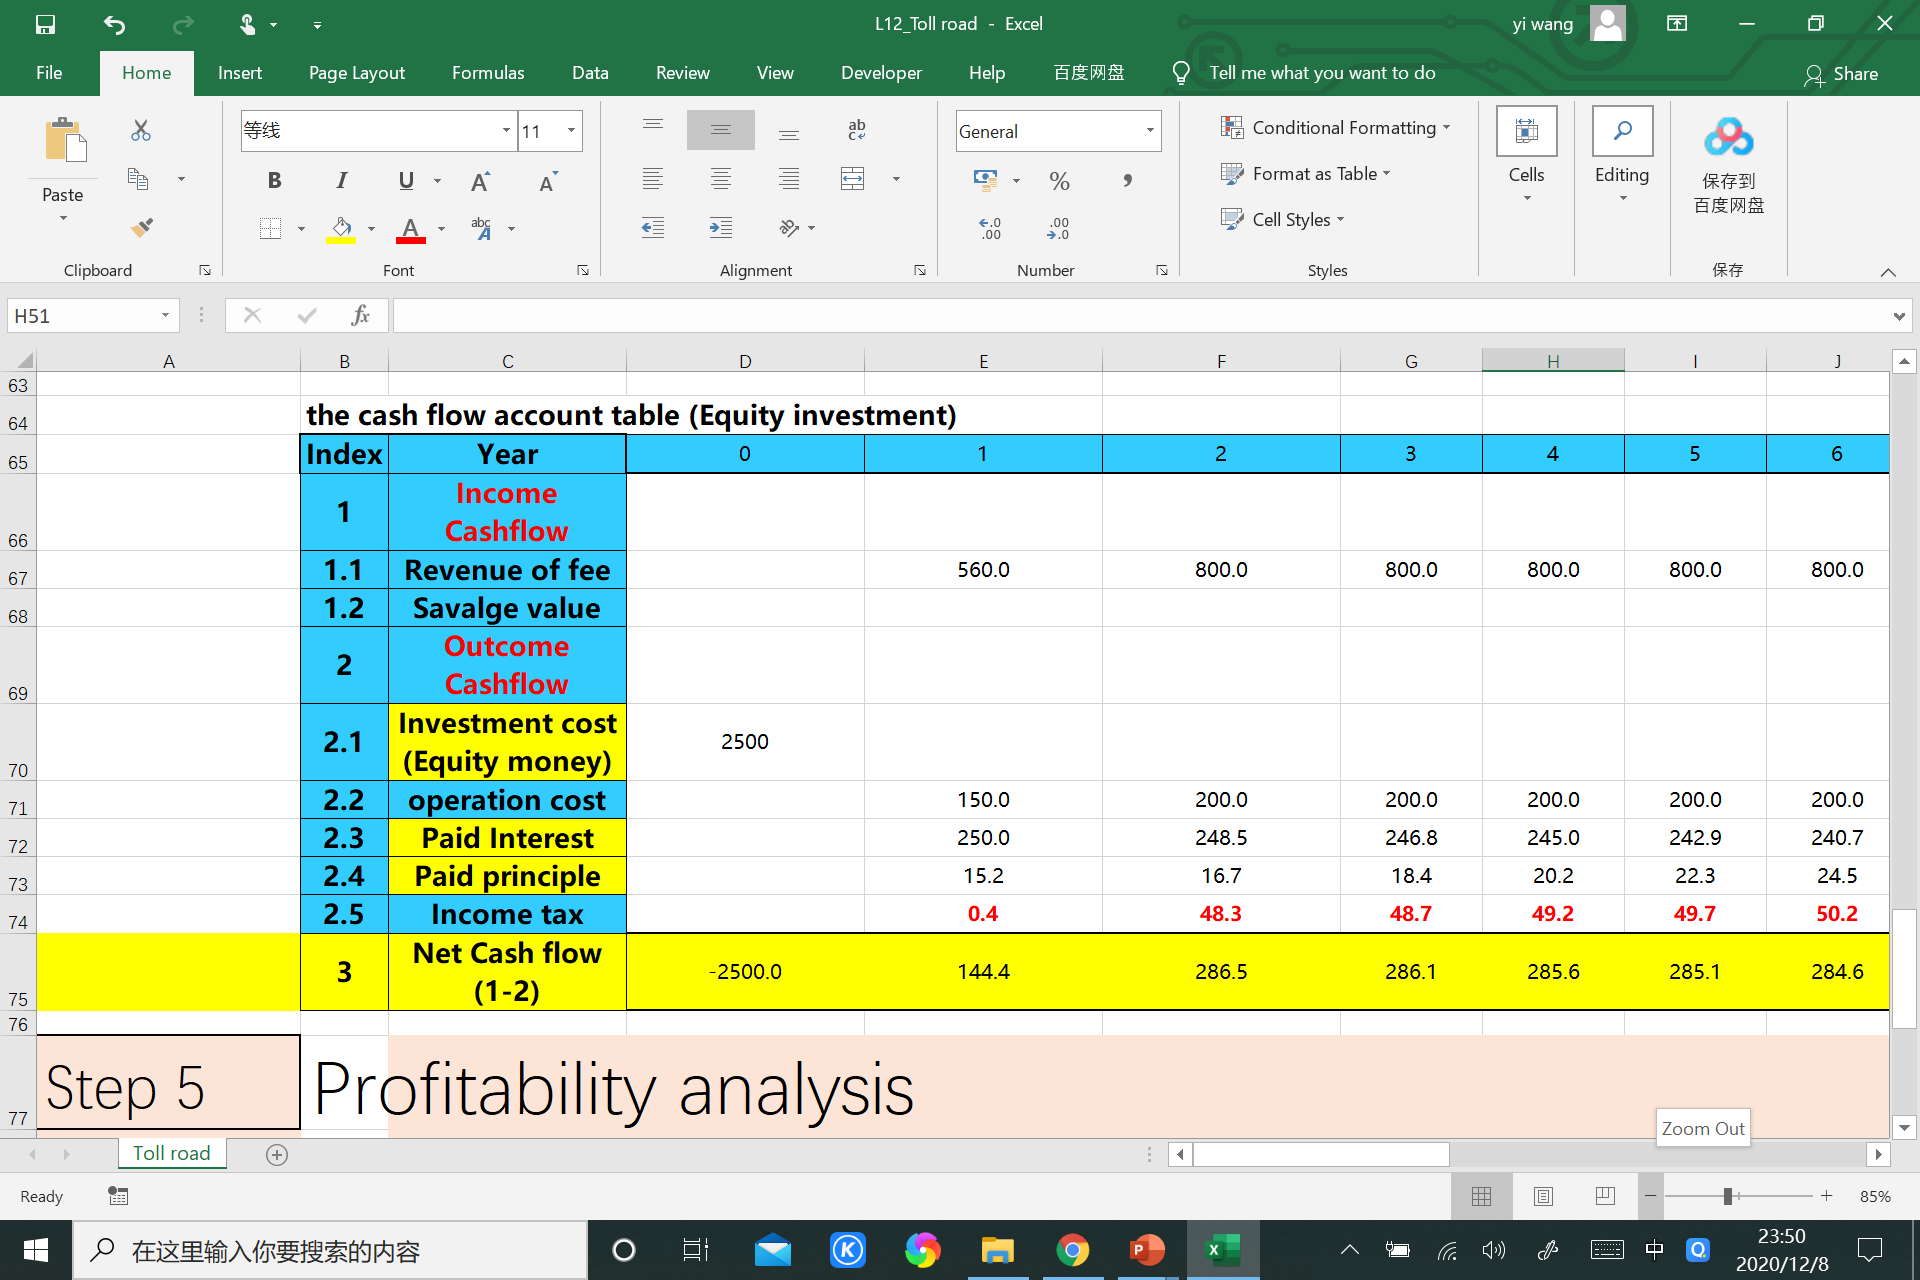 L12_Toll road - Excel
yi wang
File Home Insert Page Layout Formulas Data Review View Developer Help 百度网盘 Tell me what you want to do Share
Paste
Clipboard
等线 11
B I U A A
abc A
Font
ab c
Alignment
General
% ,
←.0 .00 .00 →.0
Number
Conditional Formatting
Format as Table
Cell Styles
Styles
Cells
Editing
保存到
百度网盘
保存
H51 fx
A B C D E F G H I J
63
64 the cash flow account table (Equity investment)
65 Index Year 0 1 2 3 4 5 6
66 1 Income Cashflow
67 1.1 Revenue of fee 560.0 800.0 800.0 800.0 800.0 800.0
68 1.2 Savalge value
69 2 Outcome Cashflow
70 2.1 Investment cost (Equity money) 2500
71 2.2 operation cost 150.0 200.0 200.0 200.0 200.0 200.0
72 2.3 Paid Interest 250.0 248.5 246.8 245.0 242.9 240.7
73 2.4 Paid principle 15.2 16.7 18.4 20.2 22.3 24.5
74 2.5 Income tax 0.4 48.3 48.7 49.2 49.7 50.2
75 3 Net Cash flow (1-2) -2500.0 144.4 286.5 286.1 285.6 285.1 284.6
76
77 Step 5 Profitability analysis
Zoom Out
Toll road
Ready 85%
在这里输入你要搜索的内容
中
23:50
2020/12/8